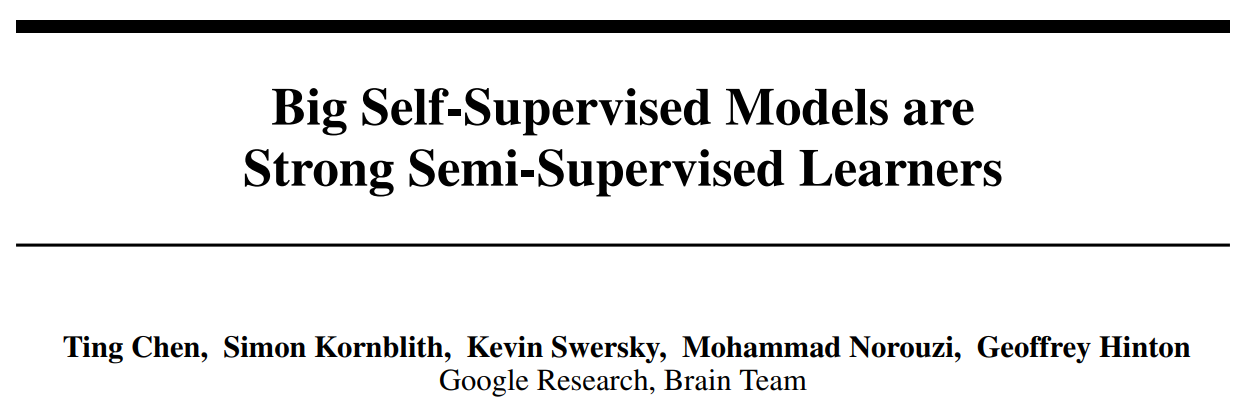 Big Self-Supervised Models are
Strong Semi-Supervised Learners
Ting Chen, Simon Kornblith, Kevin Swersky, Mohammad Norouzi, Geoffrey Hinton
Google Research, Brain Team